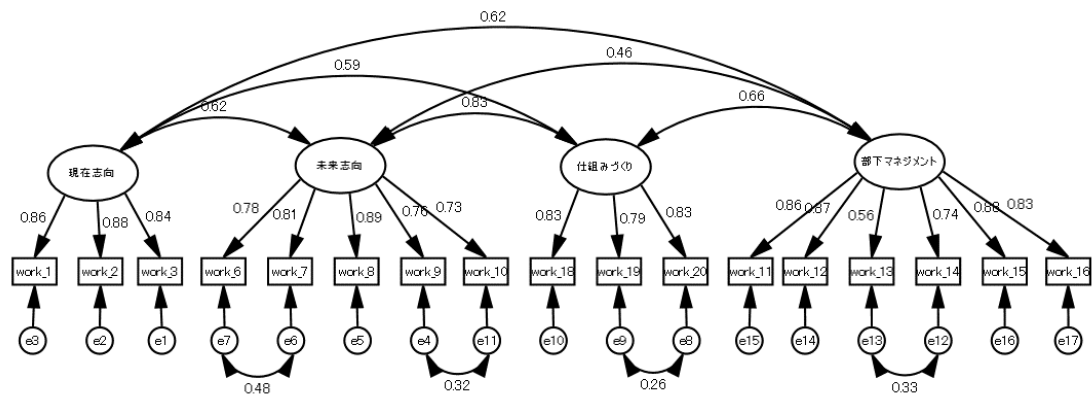 0.62
0.46
0.59
0.83
0.66
0.62
現在志向
未来志向
仕組みづくり
部下マネジメント
0.86
0.88
0.84
0.78
0.81
0.89
0.76
0.73
0.83
0.79
0.83
0.86
0.87
0.56
0.74
0.88
0.83
work_1
work_2
work_3
work_6
work_7
work_8
work_9
work_10
work_18
work_19
work_20
work_11
work_12
work_13
work_14
work_15
work_16
e3
e2
e1
e7
e6
e5
e4
e11
e10
e9
e8
e15
e14
e13
e12
e16
e17
0.48
0.32
0.26
0.33